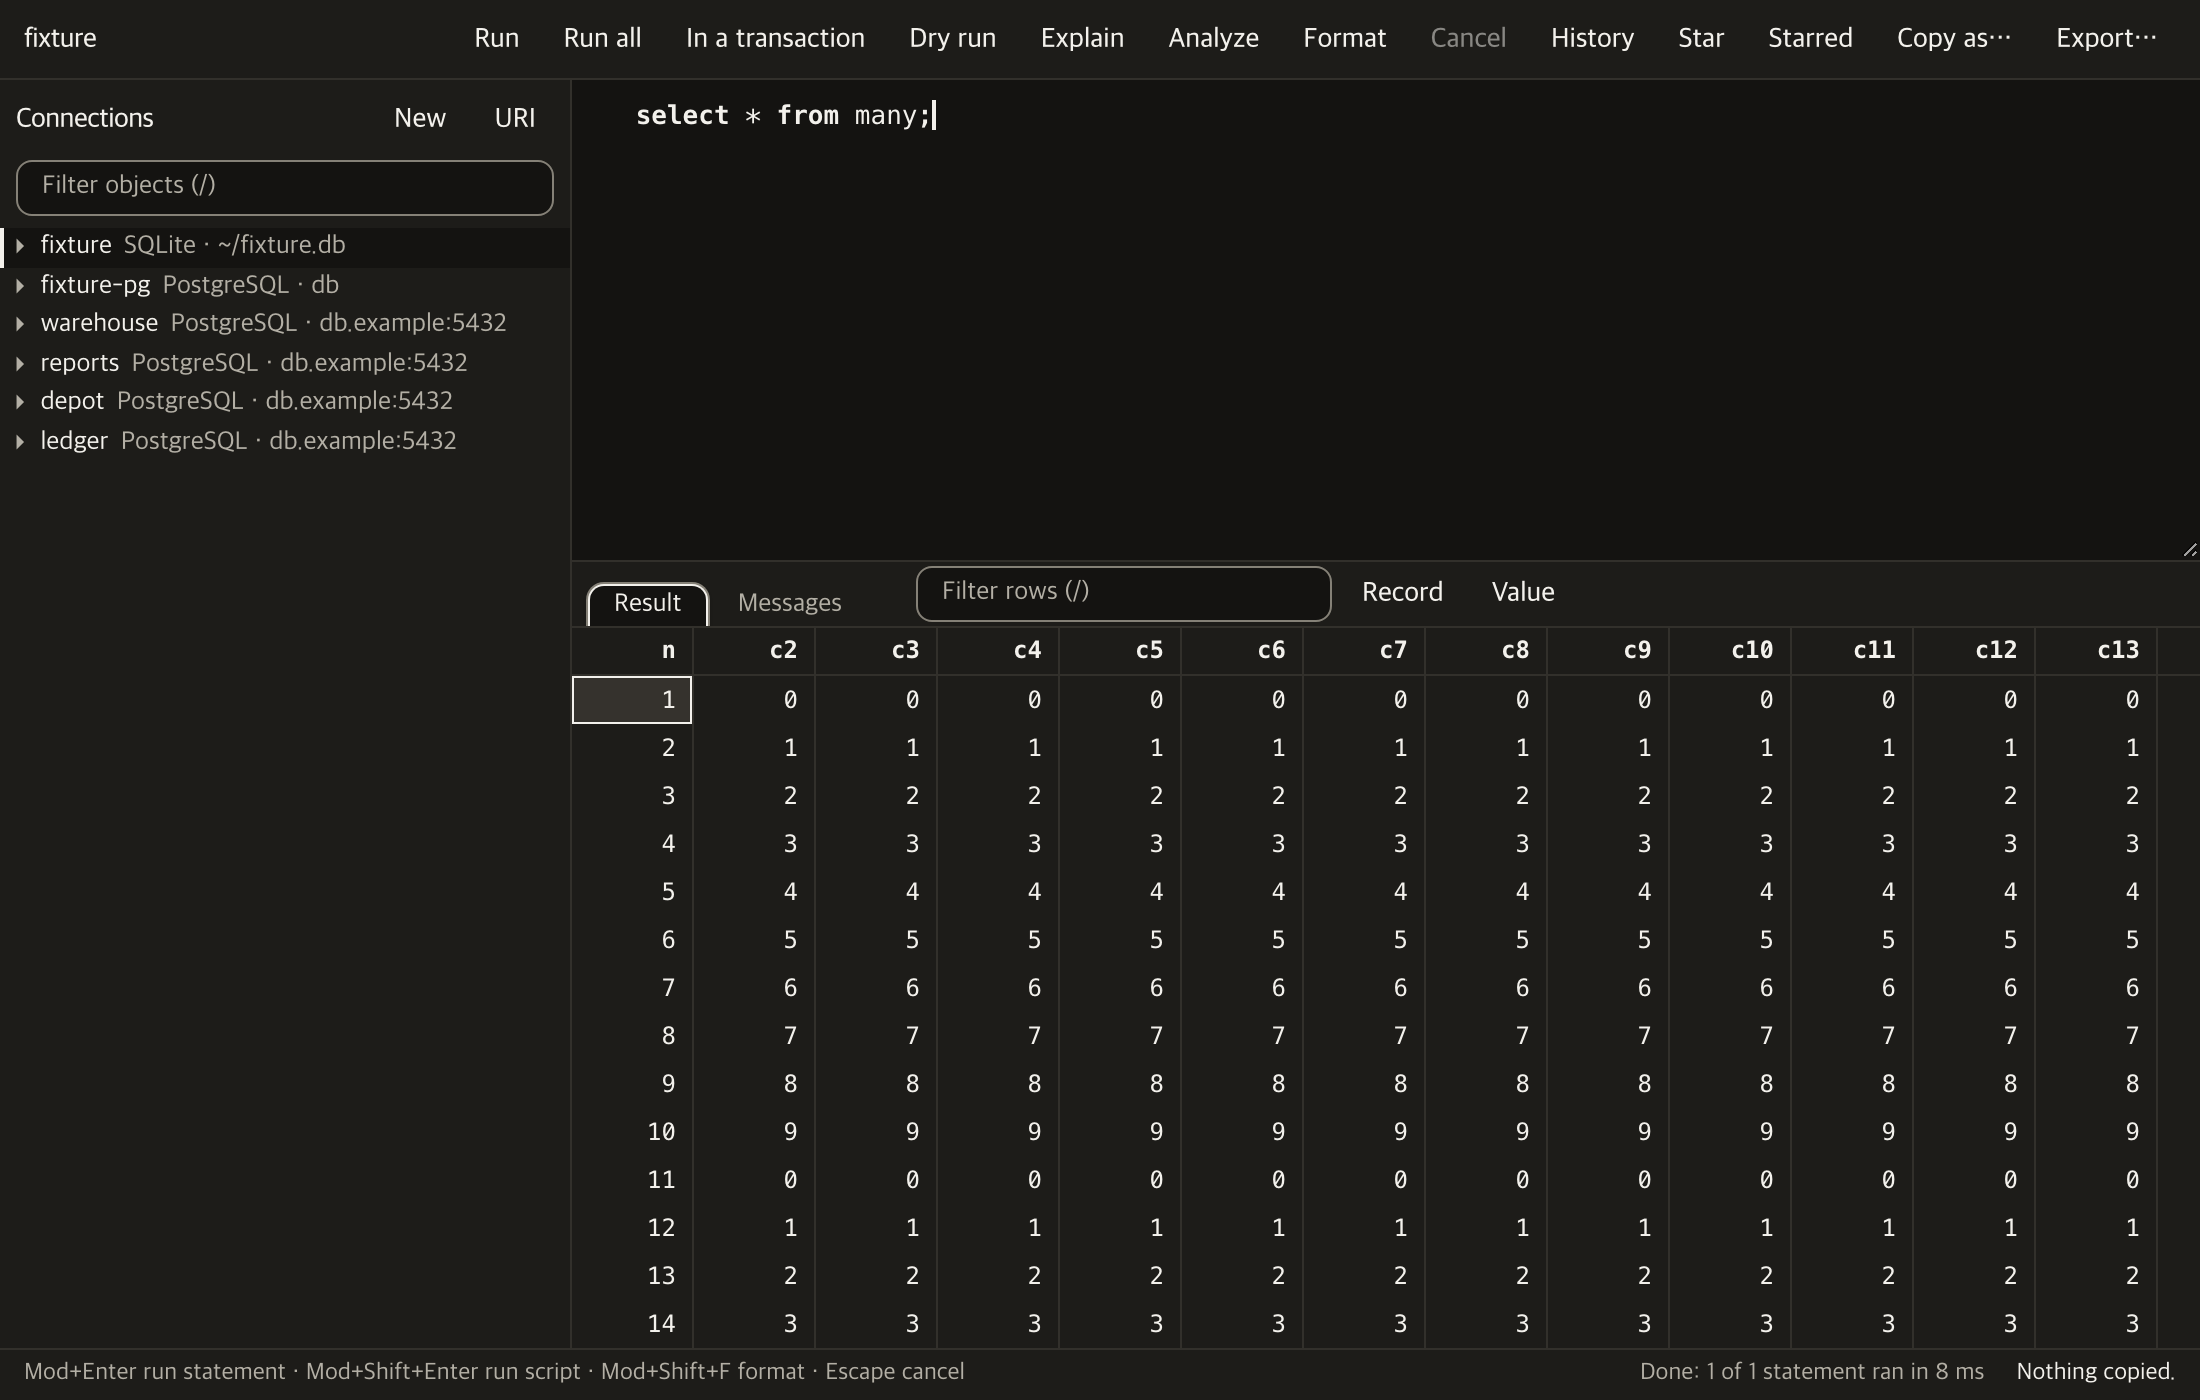 fixture Run Run all In a transaction Dry run Explain Analyze Format Cancel History Star Starred Copy as··· Export···
Connections New URI
Filter objects (/)
fixture SQLite · ~/fixture.db
fixture-pg PostgreSQL · db
warehouse PostgreSQL · db.example:5432
reports PostgreSQL · db.example:5432
depot PostgreSQL · db.example:5432
ledger PostgreSQL · db.example:5432
select * from many;
Result Messages Filter rows (/) Record Value
n c2 c3 c4 c5 c6 c7 c8 c9 c10 c11 c12 c13
1 0 0 0 0 0 0 0 0 0 0 0 0
2 1 1 1 1 1 1 1 1 1 1 1 1
3 2 2 2 2 2 2 2 2 2 2 2 2
4 3 3 3 3 3 3 3 3 3 3 3 3
5 4 4 4 4 4 4 4 4 4 4 4 4
6 5 5 5 5 5 5 5 5 5 5 5 5
7 6 6 6 6 6 6 6 6 6 6 6 6
8 7 7 7 7 7 7 7 7 7 7 7 7
9 8 8 8 8 8 8 8 8 8 8 8 8
10 9 9 9 9 9 9 9 9 9 9 9 9
11 0 0 0 0 0 0 0 0 0 0 0 0
12 1 1 1 1 1 1 1 1 1 1 1 1
13 2 2 2 2 2 2 2 2 2 2 2 2
14 3 3 3 3 3 3 3 3 3 3 3 3
Mod+Enter run statement · Mod+Shift+Enter run script · Mod+Shift+F format · Escape cancel Done: 1 of 1 statement ran in 8 ms Nothing copied.